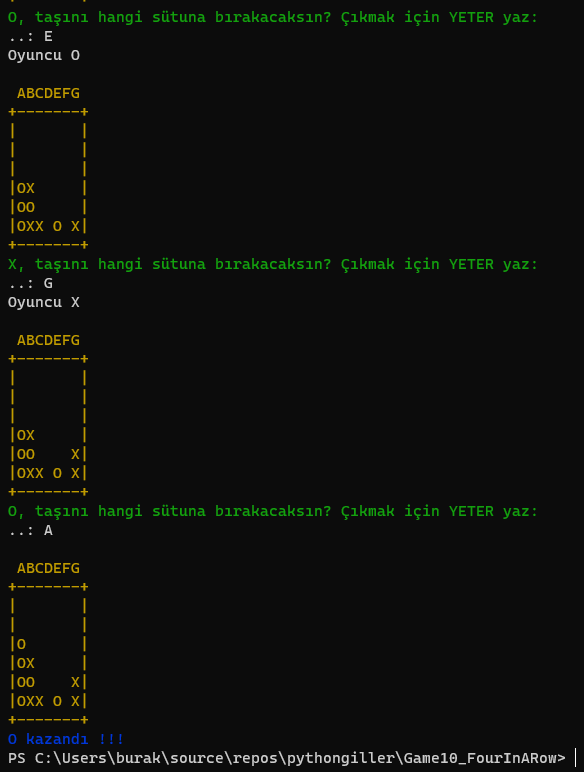 O, taşını hangi sütuna bırakacaksın? Çıkmak için YETER yaz:
..: E
Oyuncu O
 ABCDEFG
+-------+
|       |
|       |
|       |
|OX     |
|OO     |
|OXX O X|
+-------+
X, taşını hangi sütuna bırakacaksın? Çıkmak için YETER yaz:
..: G
Oyuncu X
 ABCDEFG
+-------+
|       |
|       |
|       |
|OX     |
|OO    X|
|OXX O X|
+-------+
O, taşını hangi sütuna bırakacaksın? Çıkmak için YETER yaz:
..: A
 ABCDEFG
+-------+
|       |
|       |
|O      |
|OX     |
|OO    X|
|OXX O X|
+-------+
O kazandı !!!
PS C:\Users\burak\source\repos\pythongiller\Game10_FourInARow>